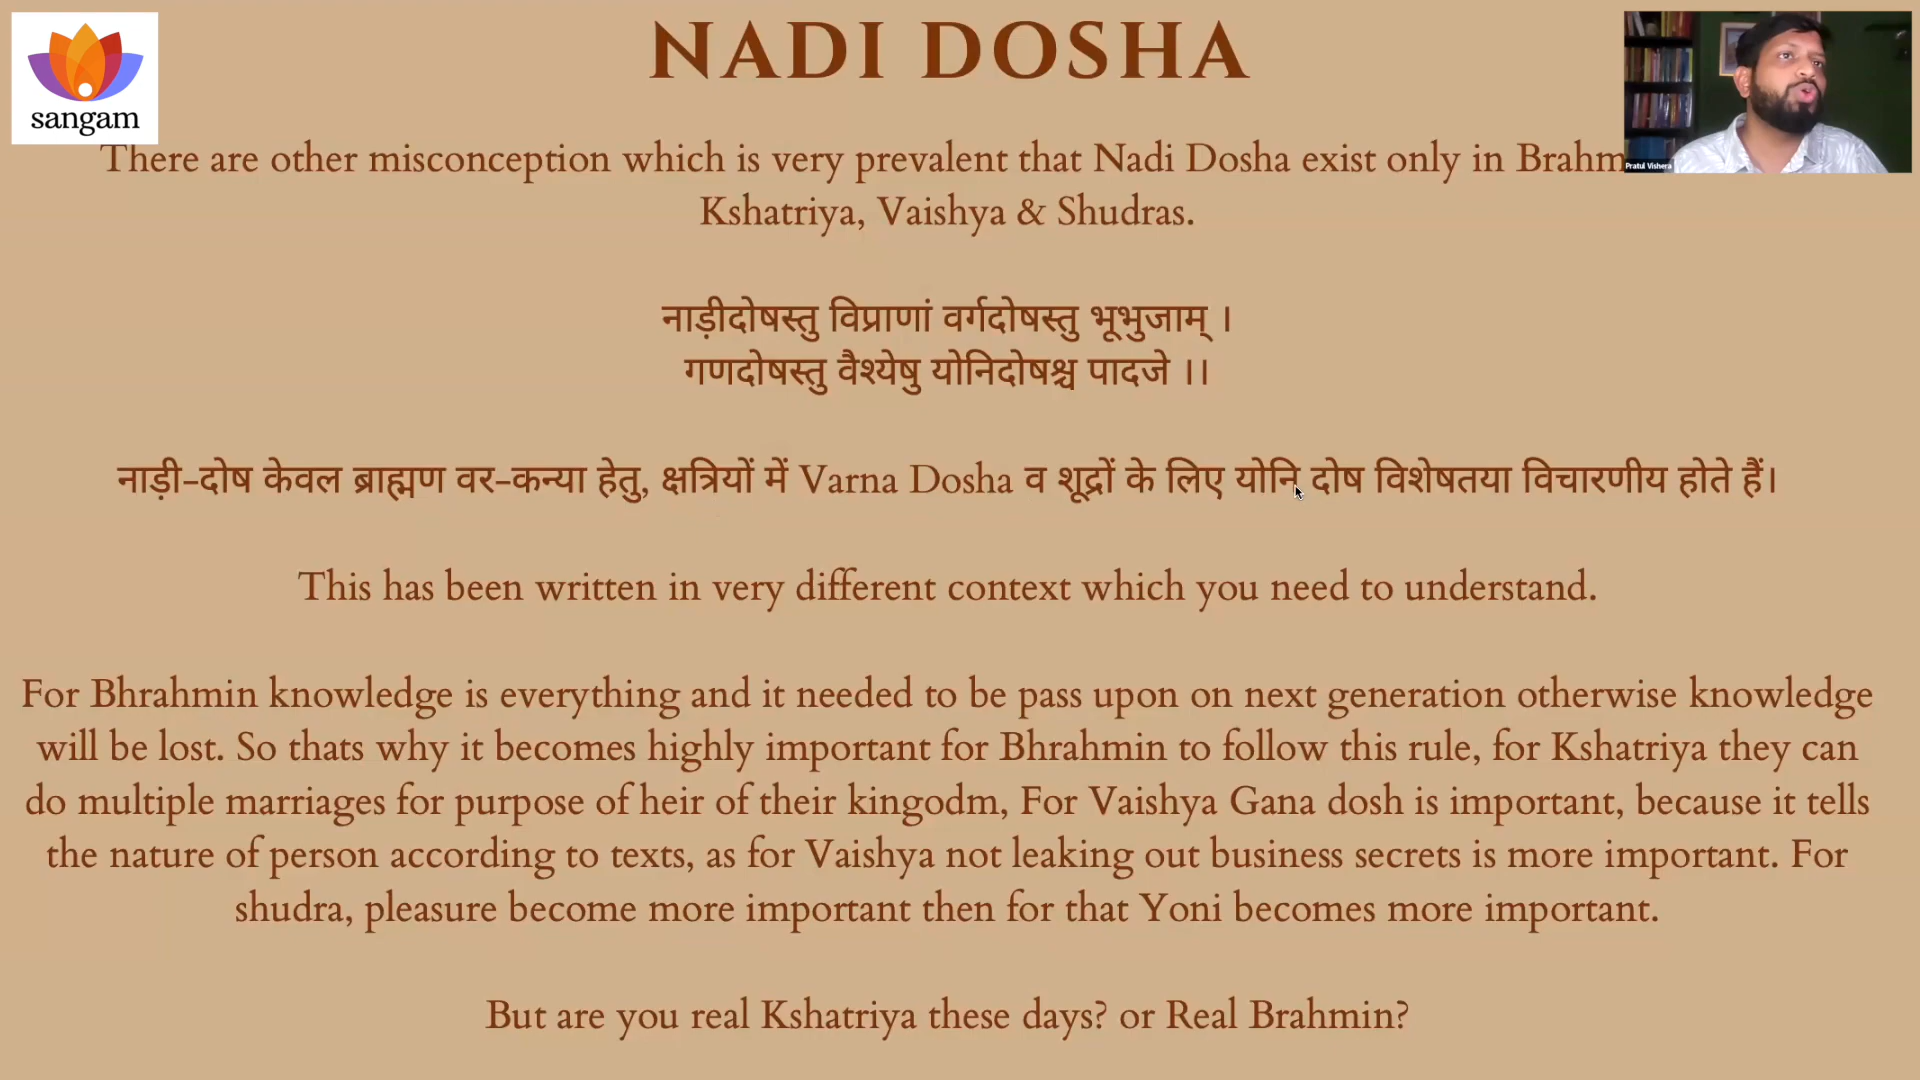 NADI DOSHA
sangam
Pratul Vishera
There are other misconception which is very prevalent that Nadi Dosha exist only in Brahm
Kshatriya, Vaishya & Shudras.
नाड़ीदोषस्तु विप्राणां वर्गदोषस्तु भूभुजाम् ।
गणदोषस्तु वैश्येषु योनिदोषश्च पादजे ।।
नाड़ी-दोष केवल ब्राह्मण वर-कन्या हेतु, क्षत्रियों में Varna Dosha व शूद्रों के लिए योनि दोष विशेषतया विचारणीय होते हैं।
This has been written in very different context which you need to understand.
For Bhrahmin knowledge is everything and it needed to be pass upon on next generation otherwise knowledge
will be lost. So thats why it becomes highly important for Bhrahmin to follow this rule, for Kshatriya they can
do multiple marriages for purpose of heir of their kingodm, For Vaishya Gana dosh is important, because it tells
the nature of person according to texts, as for Vaishya not leaking out business secrets is more important. For
shudra, pleasure become more important then for that Yoni becomes more important.
But are you real Kshatriya these days? or Real Brahmin?